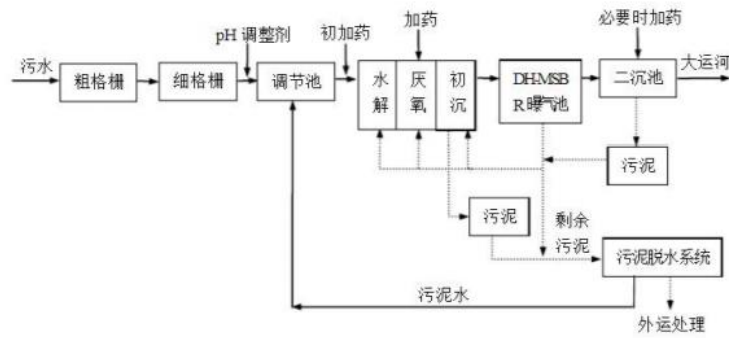 必要时加药
加药
初加药
pH 调整剂
污水
粗格栅
细格栅
调节池
水解
厌氧
初沉
DH-MSB
R 曝气池
二沉池
大运河
污泥
污泥
剩余
污泥
污泥脱水系统
污泥水
外运处理